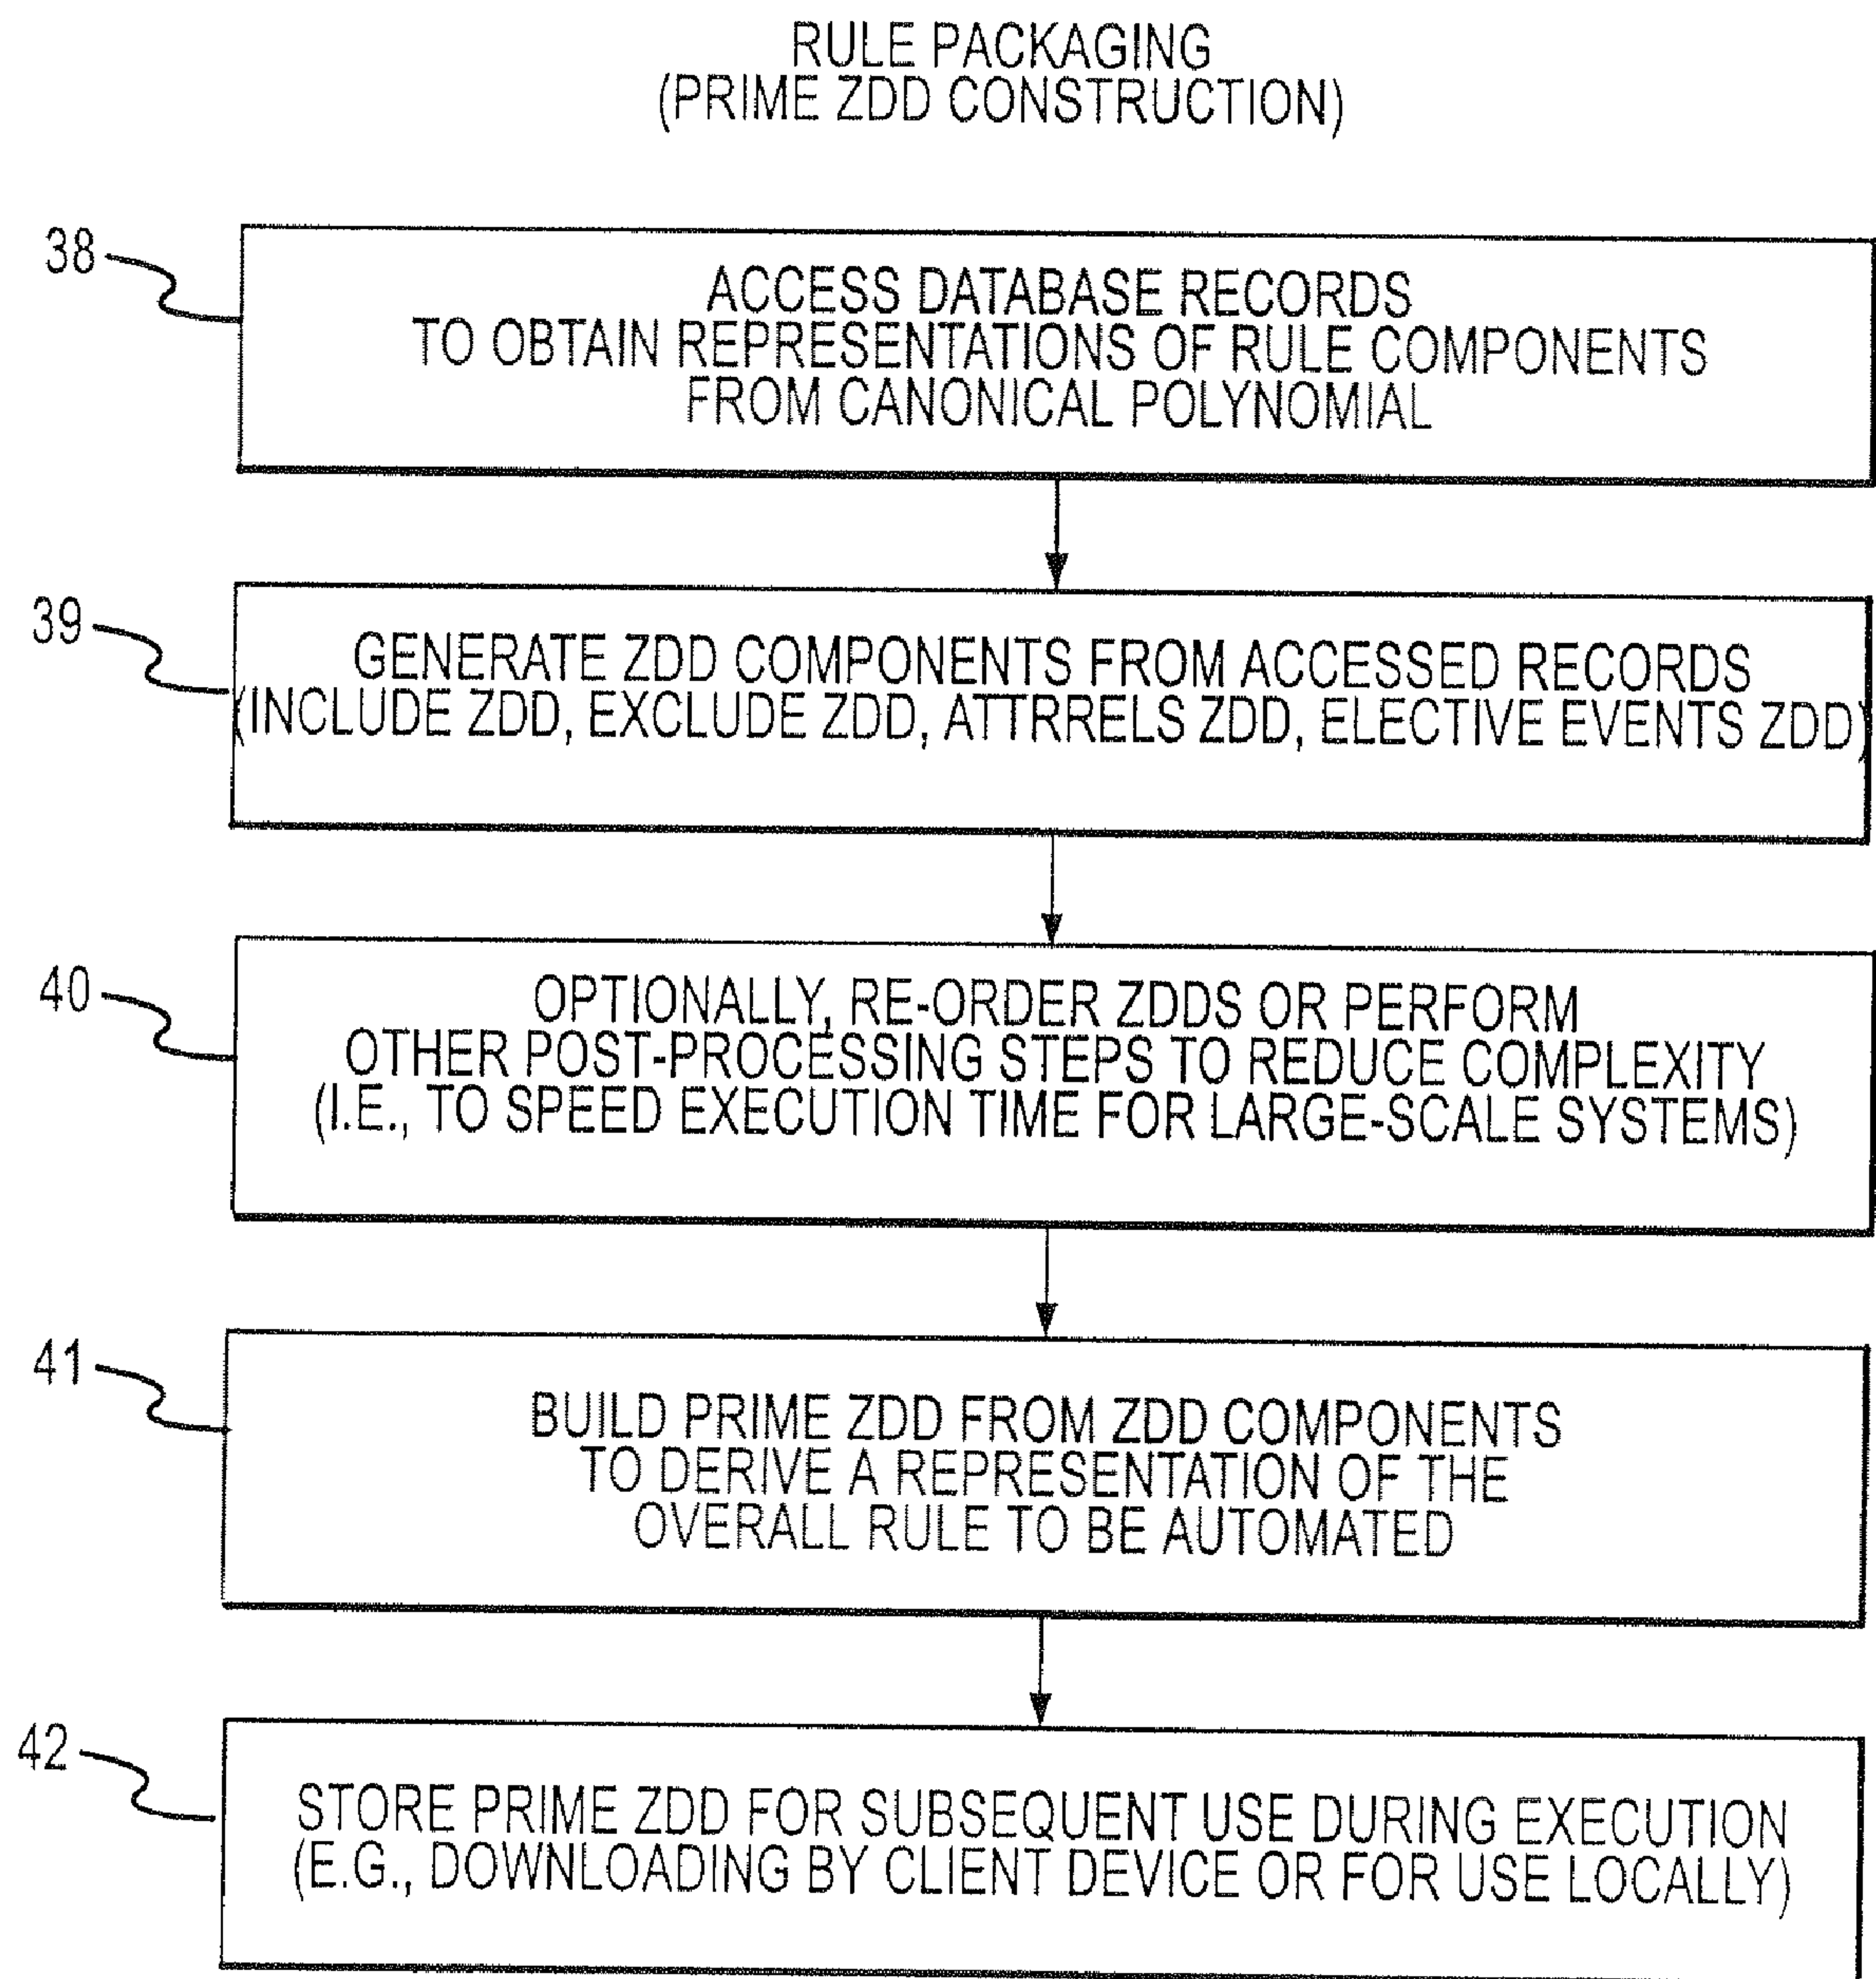 RULE PACKAGING
(PRIME ZDD CONSTRUCTION)
38
ACCESS DATABASE RECORDS
TO OBTAIN REPRESENTATIONS OF RULE COMPONENTS
FROM CANONICAL POLYNOMIAL
39
GENERATE ZDD COMPONENTS FROM ACCESSED RECORDS
(INCLUDE ZDD, EXCLUDE ZDD, ATTRRELS ZDD, ELECTIVE EVENTS ZDD)
40
OPTIONALLY, RE-ORDER ZDDS OR PERFORM
OTHER POST-PROCESSING STEPS TO REDUCE COMPLEXITY
(I.E., TO SPEED EXECUTION TIME FOR LARGE-SCALE SYSTEMS)
41
BUILD PRIME ZDD FROM ZDD COMPONENTS
TO DERIVE A REPRESENTATION OF THE
OVERALL RULE TO BE AUTOMATED
42
STORE PRIME ZDD FOR SUBSEQUENT USE DURING EXECUTION
(E.G., DOWNLOADING BY CLIENT DEVICE OR FOR USE LOCALLY)